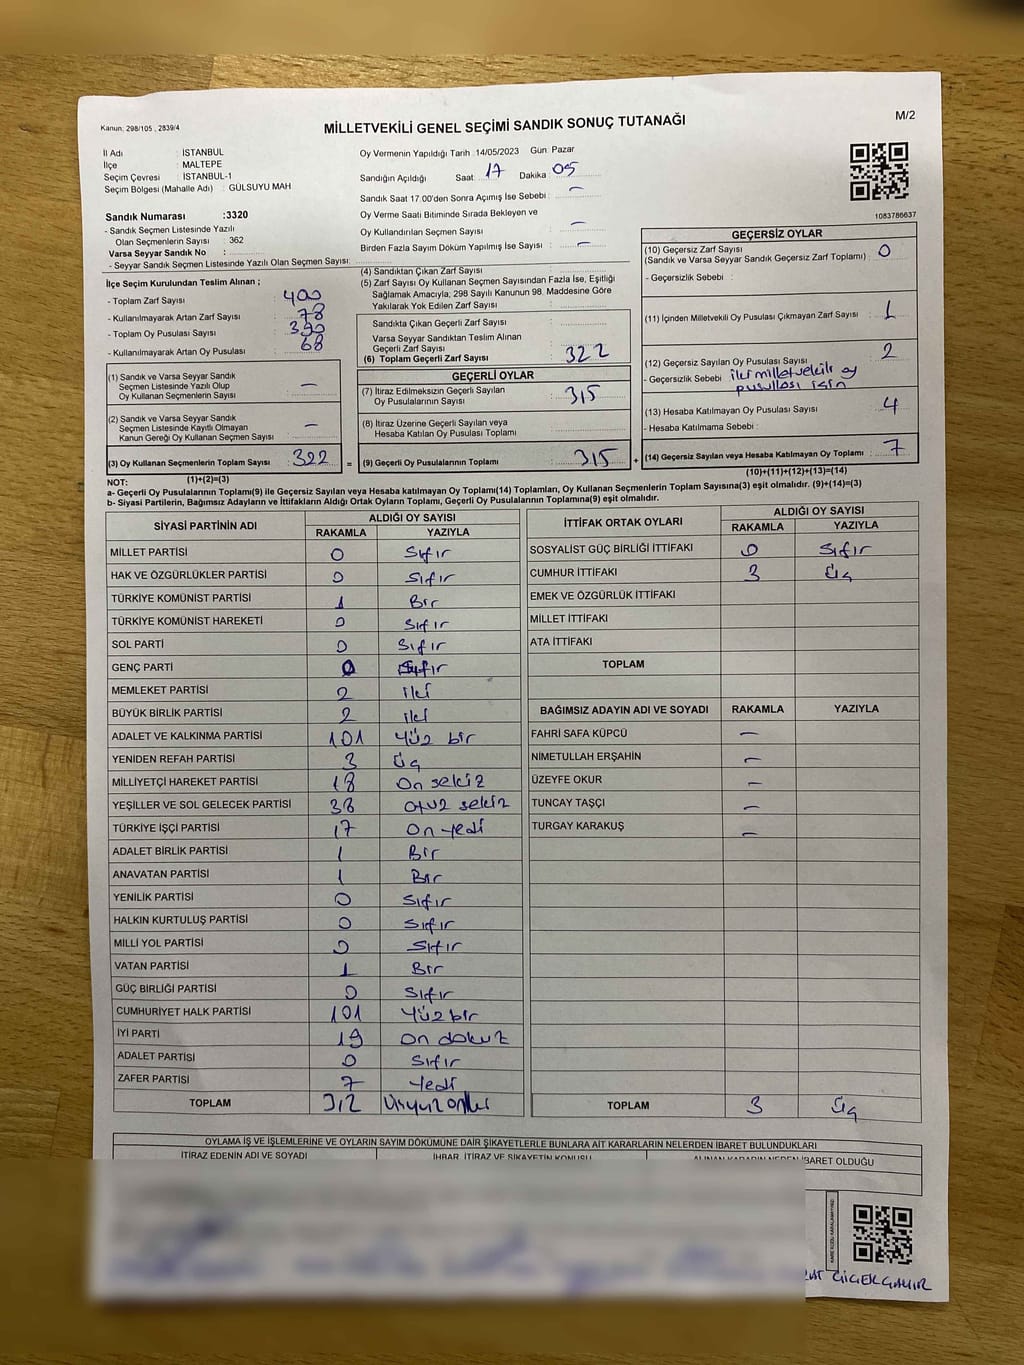 Kanun: 298/105 , 2839/4
MİLLETVEKİLİ GENEL SEÇİMİ SANDIK SONUÇ TUTANAĞI
M/2
İl Adı : İSTANBUL
İlçe : MALTEPE
Seçim Çevresi : İSTANBUL-1
Seçim Bölgesi (Mahalle Adı) : GÜLSUYU MAH
Sandık Numarası :3320
- Sandık Seçmen Listesinde Yazılı
Olan Seçmenlerin Sayısı : 362
Varsa Seyyar Sandık No :
- Seyyar Sandık Seçmen Listesinde Yazılı Olan Seçmen Sayısı:
Oy Vermenin Yapıldığı Tarih :14/05/2023 Gün: Pazar
Sandığın Açıldığı Saat : 17 Dakika : 05
Sandık Saat 17.00'den Sonra Açımış İse Sebebi : –
Oy Verme Saati Bitiminde Sırada Bekleyen ve
Oy Kullandırılan Seçmen Sayısı : –
Birden Fazla Sayım Döküm Yapılmış İse Sayısı : –
1083786637
İlçe Seçim Kurulundan Teslim Alınan ;
- Toplam Zarf Sayısı : 400
- Kullanılmayarak Artan Zarf Sayısı : 78
- Toplam Oy Pusulası Sayısı : 390
- Kullanılmayarak Artan Oy Pusulası : 68
(1) Sandık ve Varsa Seyyar Sandık
Seçmen Listesinde Yazılı Olup
Oy Kullanan Seçmenlerin Sayısı : –
(2) Sandık ve Varsa Seyyar Sandık
Seçmen Listesinde Kayıtlı Olmayan
Kanun Gereği Oy Kullanan Seçmen Sayısı : –
(3) Oy Kullanan Seçmenlerin Toplam Sayısı : 322 =
(1)+(2)=(3)
(4) Sandıktan Çıkan Zarf Sayısı :
(5) Zarf Sayısı Oy Kullanan Seçmen Sayısından Fazla İse, Eşitliği
Sağlamak Amacıyla, 298 Sayılı Kanunun 98. Maddesine Göre
Yakılarak Yok Edilen Zarf Sayısı :
Sandıkta Çıkan Geçerli Zarf Sayısı :
Varsa Seyyar Sandıktan Teslim Alınan
Geçerli Zarf Sayısı :
(6) Toplam Geçerli Zarf Sayısı : 322
GEÇERLİ OYLAR
(7) İtiraz Edilmeksizin Geçerli Sayılan
Oy Pusulalarının Sayısı : 315
(8) İtiraz Üzerine Geçerli Sayılan veya
Hesaba Katılan Oy Pusulası Toplamı :
(9) Geçerli Oy Pusulalarının Toplamı : 315 +
GEÇERSİZ OYLAR
(10) Geçersiz Zarf Sayısı
(Sandık ve Varsa Seyyar Sandık Geçersiz Zarf Toplamı) : 0
- Geçersizlik Sebebi :
(11) İçinden Milletvekili Oy Pusulası Çıkmayan Zarf Sayısı : 1
(12) Geçersiz Sayılan Oy Pusulası Sayısı : 2
- Geçersizlik Sebebi : iki milletvekili oy
pusullası için
(13) Hesaba Katılmayan Oy Pusulası Sayısı : 4
- Hesaba Katılmama Sebebi :
(14) Geçersiz Sayılan veya Hesaba Katılmayan Oy Toplamı : 7
(10)+(11)+(12)+(13)=(14)
NOT:
a- Geçerli Oy Pusulalarının Toplamı(9) ile Geçersiz Sayılan veya Hesaba katılmayan Oy Toplamı(14) Toplamları, Oy Kullanan Seçmenlerin Toplam Sayısına(3) eşit olmalıdır. (9)+(14)=(3)
b- Siyasi Partilerin, Bağımsız Adayların ve İttifakların Aldığı Ortak Oyların Toplamı, Geçerli Oy Pusulalarının Toplamına(9) eşit olmalıdır.
SİYASİ PARTİNİN ADI ALDIĞI OY SAYISI
RAKAMLA YAZIYLA
MİLLET PARTİSİ 0 Sıfır
HAK VE ÖZGÜRLÜKLER PARTİSİ 0 Sıfır
TÜRKİYE KOMÜNİST PARTİSİ 1 Bir
TÜRKİYE KOMÜNİST HAREKETİ 0 Sıfır
SOL PARTİ 0 Sıfır
GENÇ PARTİ 0 Sıfır
MEMLEKET PARTİSİ 2 iki
BÜYÜK BİRLİK PARTİSİ 2 iki
ADALET VE KALKINMA PARTİSİ 101 Yüz bir
YENİDEN REFAH PARTİSİ 3 Üç
MİLLİYETÇİ HAREKET PARTİSİ 18 On sekiz
YEŞİLLER VE SOL GELECEK PARTİSİ 38 otuz sekiz
TÜRKİYE İŞÇİ PARTİSİ 17 On yedi
ADALET BİRLİK PARTİSİ 1 Bir
ANAVATAN PARTİSİ 1 Bir
YENİLİK PARTİSİ 0 Sıfır
HALKIN KURTULUŞ PARTİSİ 0 Sıfır
MİLLİ YOL PARTİSİ 0 Sıfır
VATAN PARTİSİ 1 Bir
GÜÇ BİRLİĞİ PARTİSİ 0 Sıfır
CUMHURİYET HALK PARTİSİ 101 Yüz bir
İYİ PARTİ 19 On dokuz
ADALET PARTİSİ 0 Sıfır
ZAFER PARTİSİ 7 Yedi
TOPLAM 312
İTTİFAK ORTAK OYLARI ALDIĞI OY SAYISI
RAKAMLA YAZIYLA
SOSYALİST GÜÇ BİRLİĞİ İTTİFAKI 0 Sıfır
CUMHUR İTTİFAKI 3 Üç
EMEK VE ÖZGÜRLÜK İTTİFAKI
MİLLET İTTİFAKI
ATA İTTİFAKI
TOPLAM
BAĞIMSIZ ADAYIN ADI VE SOYADI RAKAMLA YAZIYLA
FAHRİ SAFA KÜPCÜ –
NİMETULLAH ERŞAHİN –
ÜZEYFE OKUR –
TUNCAY TAŞÇI –
TURGAY KARAKUŞ –
TOPLAM 3 Üç
OYLAMA İŞ VE İŞLEMLERİNE VE OYLARIN SAYIM DÖKÜMÜNE DAİR ŞİKAYETLERLE BUNLARA AİT KARARLARIN NELERDEN İBARET BULUNDUKLARI
İTİRAZ EDENİN ADI VE SOYADI İHBAR, İTİRAZ VE ŞİKAYETİN KONUSU ALINAN KARARIN NEDEN İBARET OLDUĞU